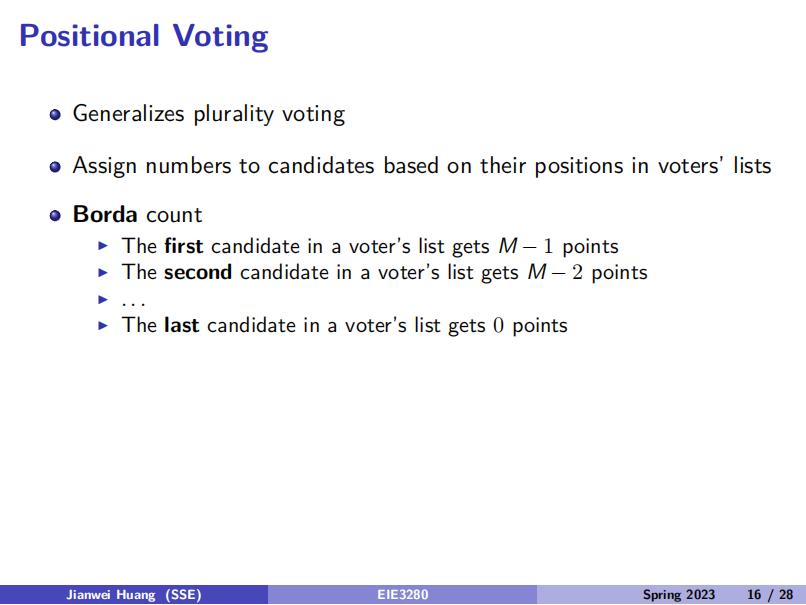 Positional Voting
Generalizes plurality voting
Assign numbers to candidates based on their positions in voters' lists
Borda count
The first candidate in a voter's list gets M − 1 points
The second candidate in a voter's list gets M − 2 points
...
The last candidate in a voter's list gets 0 points
Jianwei Huang (SSE) EIE3280 Spring 2023 16 / 28